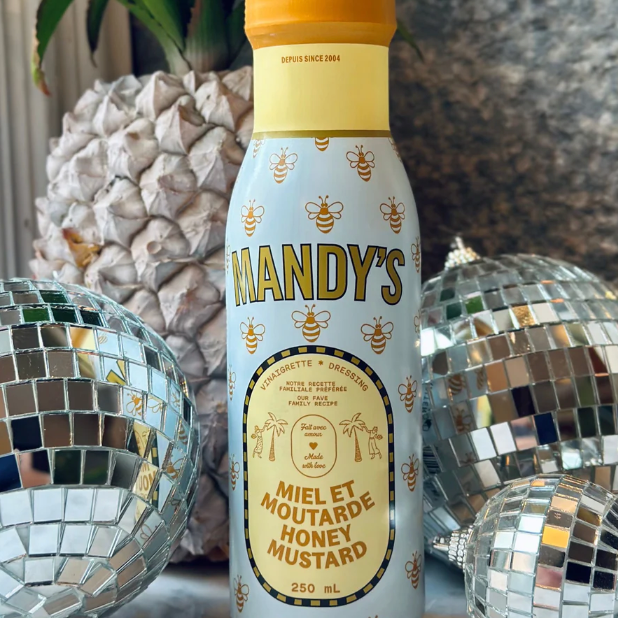 DEPUIS SINCE 2004
MANDY'S
VINAIGRETTE * DRESSING
NOTRE RECETTE
FAMILIALE PRÉFÉRÉE
OUR FAVE
FAMILY RECIPE
Fait avec
amour
Made
with love
MIEL ET
MOUTARDE
HONEY
MUSTARD
250 mL